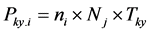 P_{ky.i} = n_i × N_j × T_{ky}